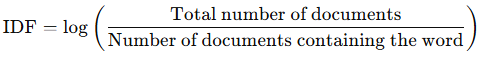 IDF = log ( Total number of documents / Number of documents containing the word )